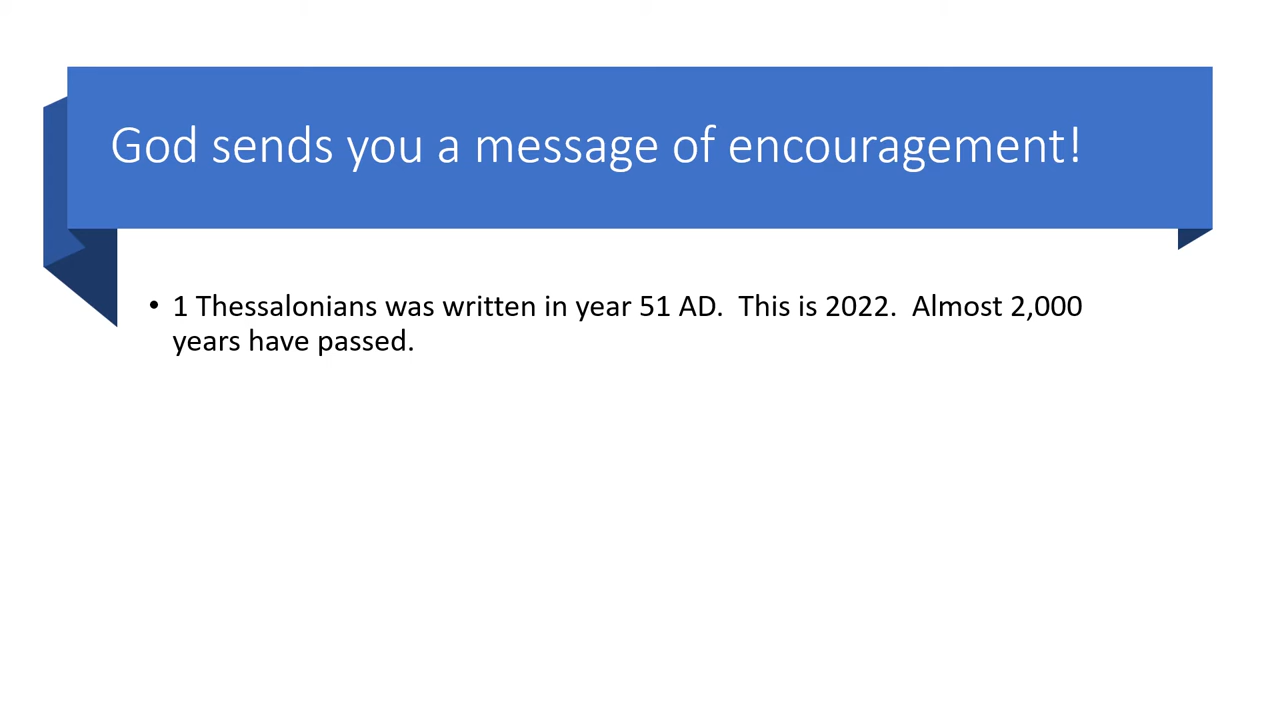 God sends you a message of encouragement!
• 1 Thessalonians was written in year 51 AD.  This is 2022.  Almost 2,000
years have passed.